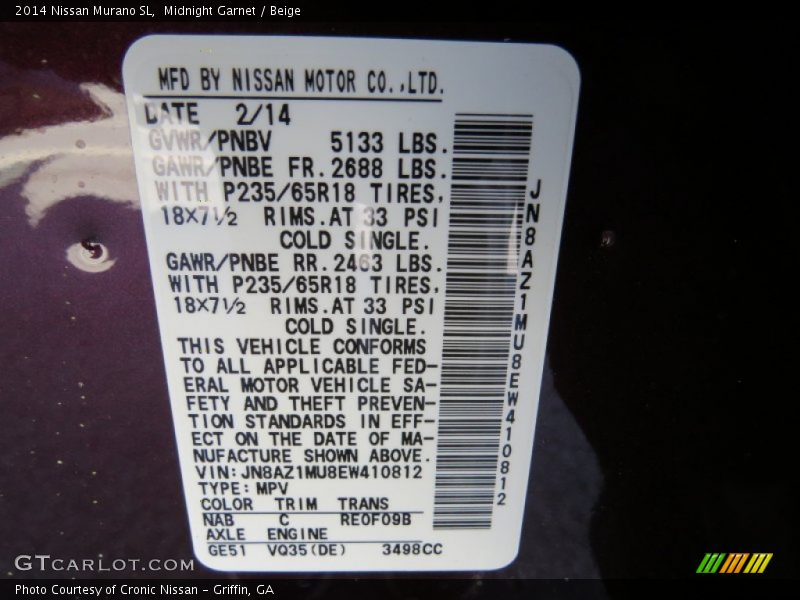 2014 Nissan Murano SL,  Midnight Garnet / Beige
MFD BY NISSAN MOTOR CO.,LTD.
DATE 2/14
GVWR/PNBV 5133 LBS.
GAWR/PNBE FR.2688 LBS.
WITH P235/65R18 TIRES,
18×7½ RIMS.AT 33 PSI
COLD SINGLE.
GAWR/PNBE RR.2463 LBS.
WITH P235/65R18 TIRES,
18×7½ RIMS.AT 33 PSI
COLD SINGLE.
THIS VEHICLE CONFORMS
TO ALL APPLICABLE FED-
ERAL MOTOR VEHICLE SA-
FETY AND THEFT PREVEN-
TION STANDARDS IN EFF-
ECT ON THE DATE OF MA-
NUFACTURE SHOWN ABOVE.
VIN:JN8AZ1MU8EW410812
TYPE:MPV
COLOR TRIM TRANS
NAB C RE0F09B
AXLE ENGINE
GE51 VQ35(DE) 3498CC
JN8AZ1MU8EW410812
GTCARLOT.COM
Photo Courtesy of Cronic Nissan - Griffin, GA